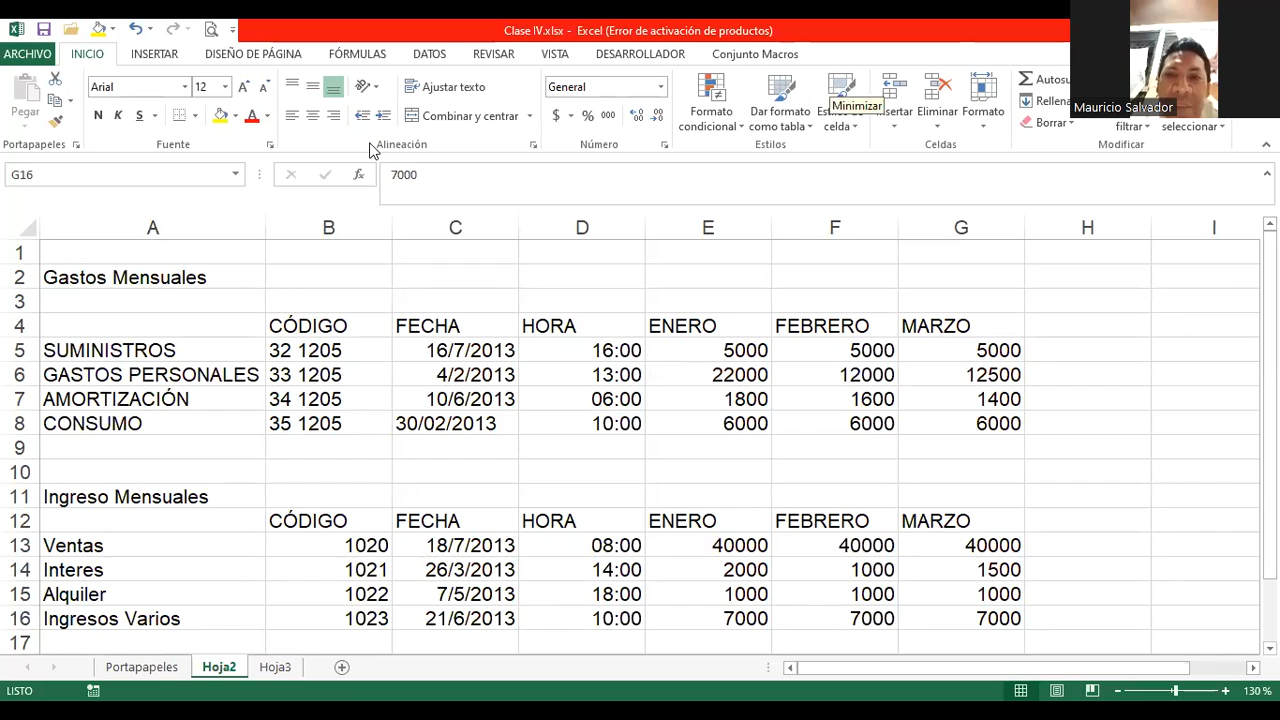 Clase IV.xlsx - Excel (Error de activación de productos)
ARCHIVO INICIO INSERTAR DISEÑO DE PÁGINA FÓRMULAS DATOS REVISAR VISTA DESARROLLADOR Conjunto Macros
Mauricio Salvador
Pegar
Arial 12
N K S
Ajustar texto
Combinar y centrar
General
$ % 000
Formato condicional
Dar formato como tabla
Estilos de celda
Minimizar
Insertar
Eliminar
Formato
Autosu
Rellena
Borrar
filtrar
seleccionar
Portapapeles Fuente Alineación Número Estilos Celdas Modificar
G16 fx 7000
A B C D E F G H I
1
2 Gastos Mensuales
3
4 CÓDIGO FECHA HORA ENERO FEBRERO MARZO
5 SUMINISTROS 32 1205 16/7/2013 16:00 5000 5000 5000
6 GASTOS PERSONALES 33 1205 4/2/2013 13:00 22000 12000 12500
7 AMORTIZACIÓN 34 1205 10/6/2013 06:00 1800 1600 1400
8 CONSUMO 35 1205 30/02/2013 10:00 6000 6000 6000
9
10
11 Ingreso Mensuales
12 CÓDIGO FECHA HORA ENERO FEBRERO MARZO
13 Ventas 1020 18/7/2013 08:00 40000 40000 40000
14 Interes 1021 26/3/2013 14:00 2000 1000 1500
15 Alquiler 1022 7/5/2013 18:00 1000 1000 1000
16 Ingresos Varios 1023 21/6/2013 10:00 7000 7000 7000
17
Portapapeles Hoja2 Hoja3
LISTO 130 %